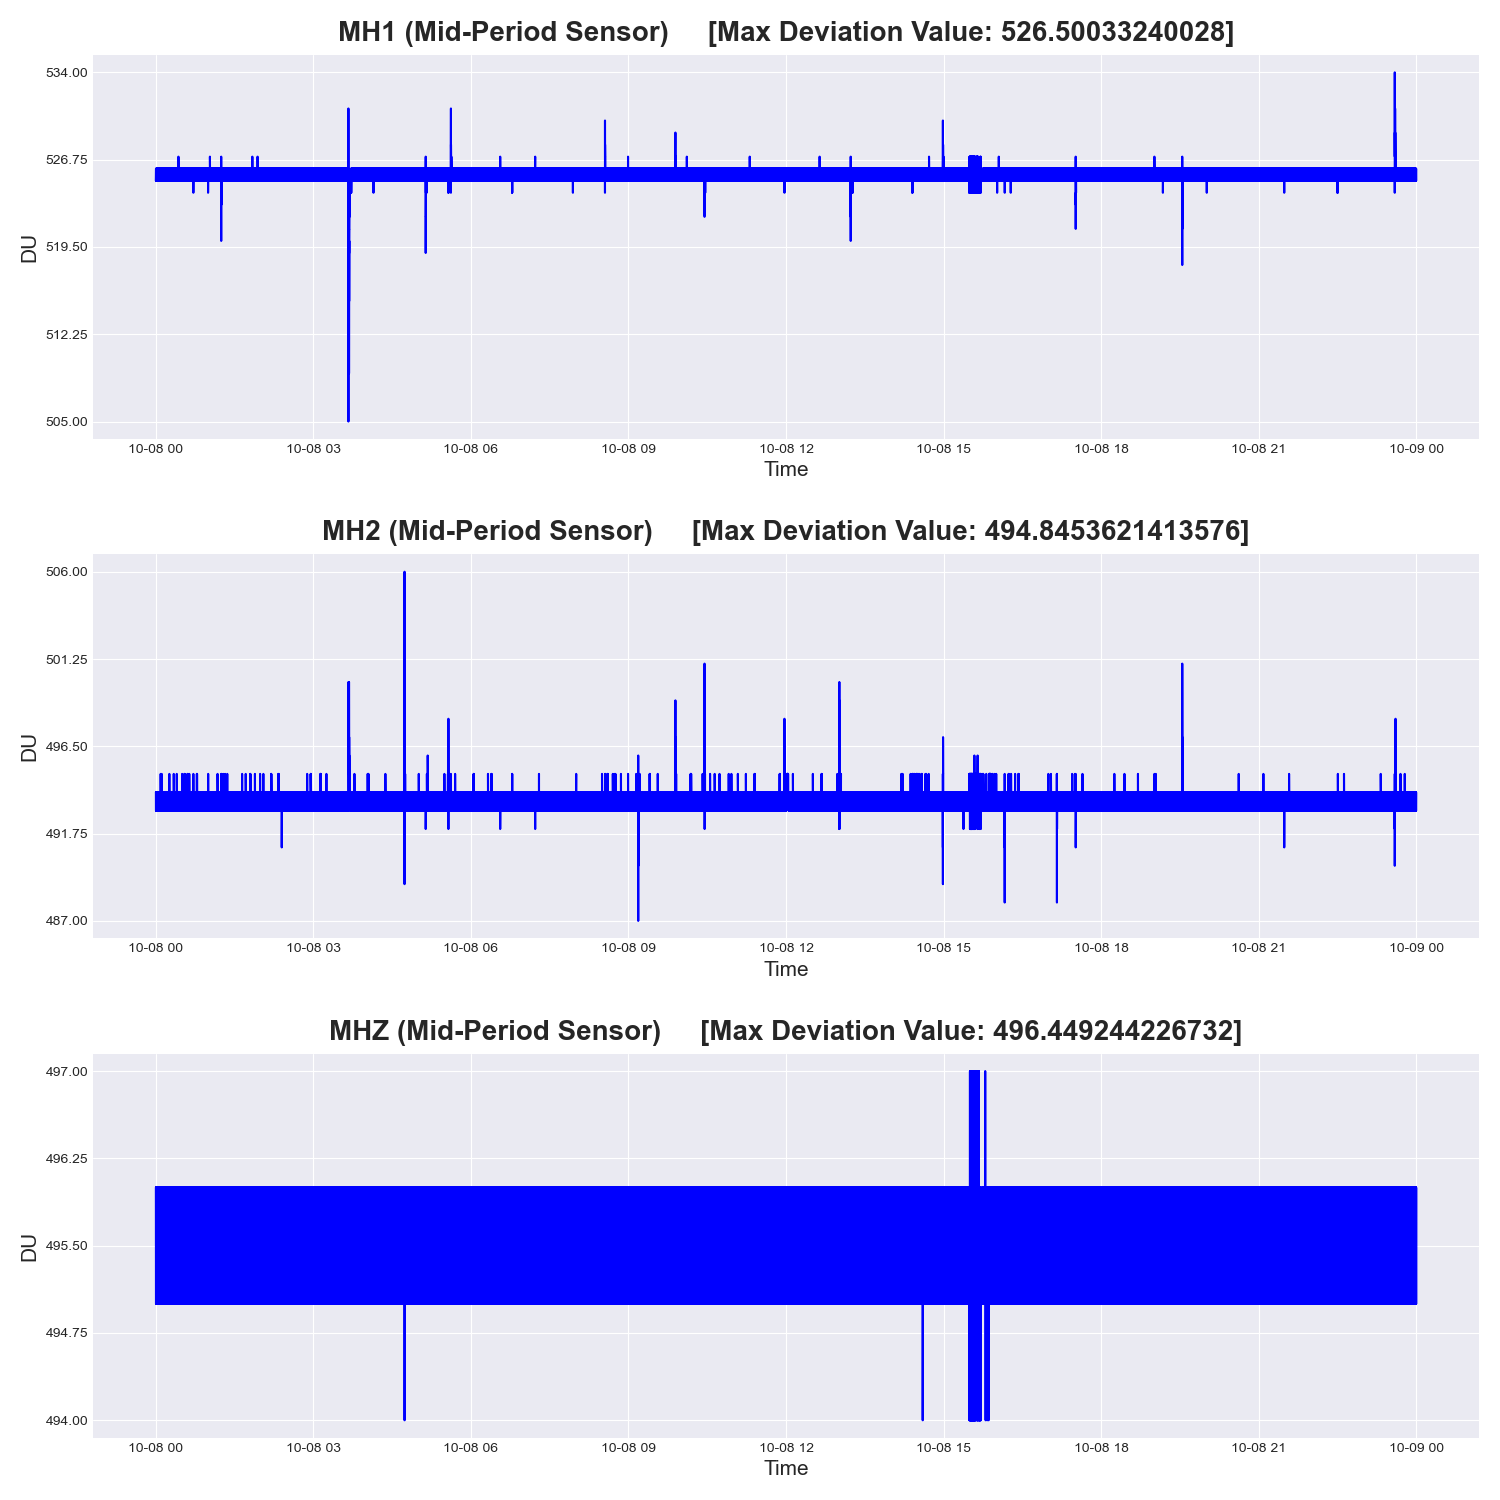 MH1 (Mid-Period Sensor) [Max Deviation Value: 526.50033240028]
534.00
526.75
519.50
512.25
505.00
DU
10-08 00 10-08 03 10-08 06 10-08 09 10-08 12 10-08 15 10-08 18 10-08 21 10-09 00
Time
MH2 (Mid-Period Sensor) [Max Deviation Value: 494.8453621413576]
506.00
501.25
496.50
491.75
487.00
DU
10-08 00 10-08 03 10-08 06 10-08 09 10-08 12 10-08 15 10-08 18 10-08 21 10-09 00
Time
MHZ (Mid-Period Sensor) [Max Deviation Value: 496.449244226732]
497.00
496.25
495.50
494.75
494.00
DU
10-08 00 10-08 03 10-08 06 10-08 09 10-08 12 10-08 15 10-08 18 10-08 21 10-09 00
Time